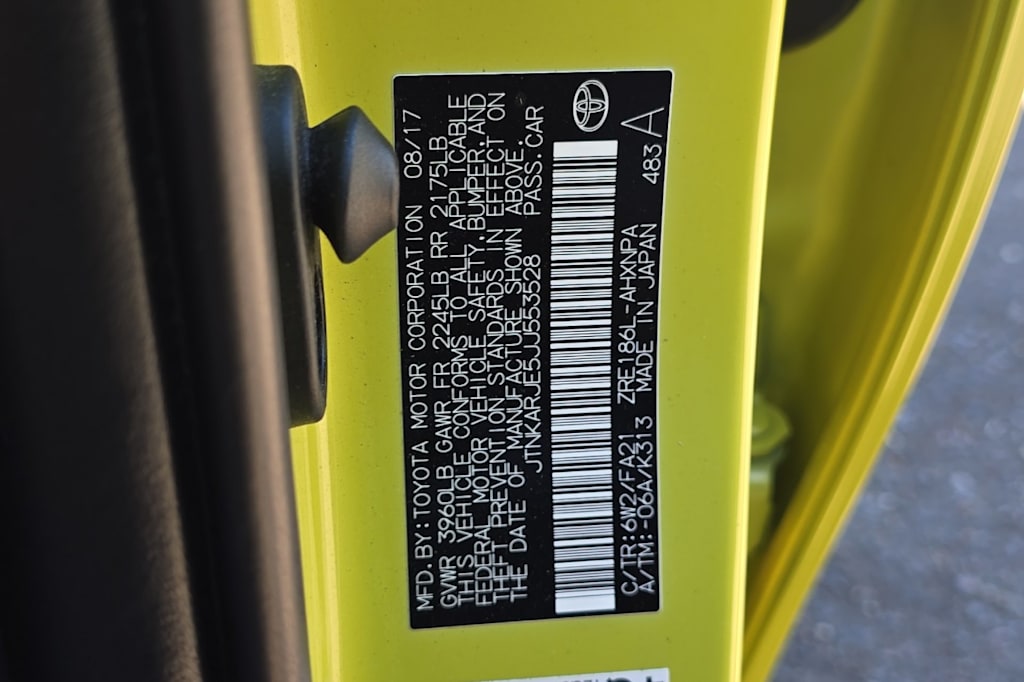 MFD.BY:TOYOTA MOTOR CORPORATION 08/17
GVWR 3960LB GAWR FR 2245LB RR 2175LB
THIS VEHICLE CONFORMS TO ALL APPLICABLE
FEDERAL MOTOR VEHICLE SAFETY,BUMPER,AND
THEFT PREVENTION STANDARDS IN EFFECT ON
THE DATE OF MANUFACTURE SHOWN ABOVE.
JTNKARJE5JJ553528 PASS.CAR
C/TR:6W2/FA21 ZRE186L-AHXNPA
A/TM:-06A/K313 MADE IN JAPAN 483 A